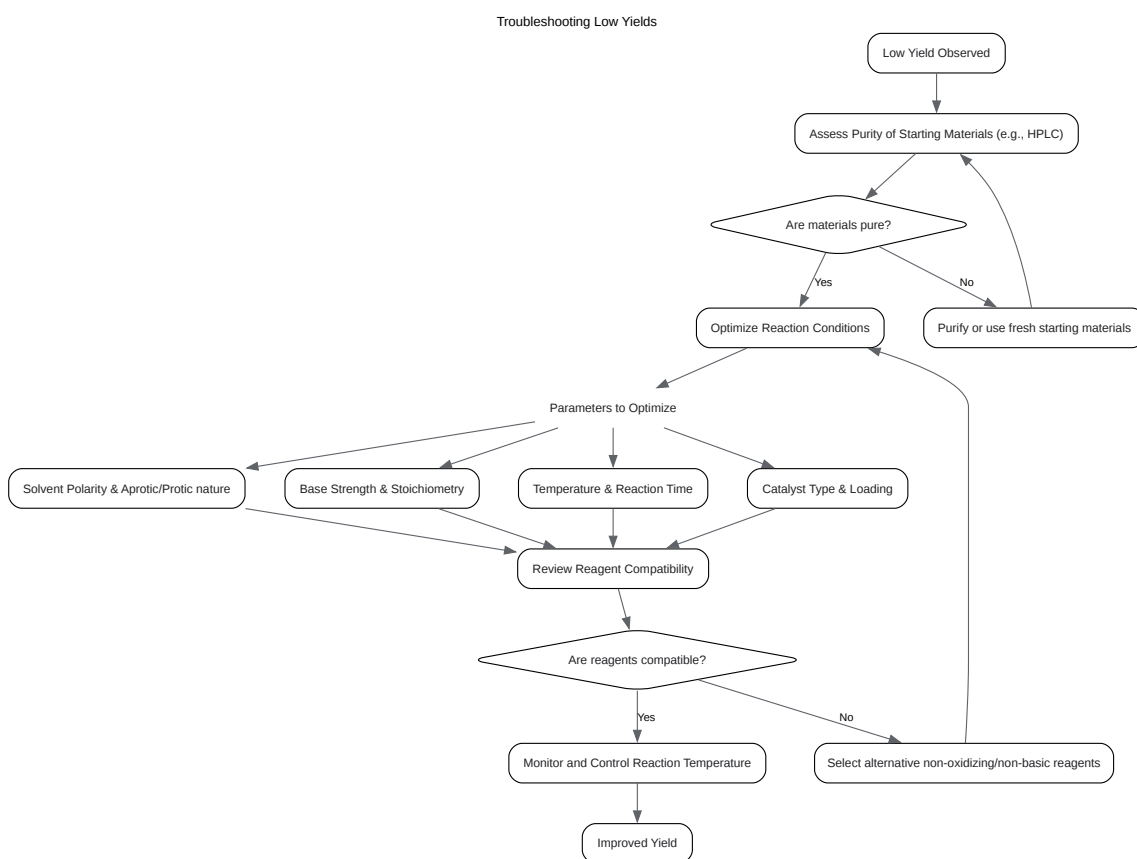 Troubleshooting Low Yields
Low Yield Observed
Assess Purity of Starting Materials (e.g., HPLC)
Are materials pure?
Yes
No
Optimize Reaction Conditions
Purify or use fresh starting materials
Parameters to Optimize
Solvent Polarity & Aprotic/Protic nature
Base Strength & Stoichiometry
Temperature & Reaction Time
Catalyst Type & Loading
Review Reagent Compatibility
Are reagents compatible?
Yes
No
Monitor and Control Reaction Temperature
Select alternative non-oxidizing/non-basic reagents
Improved Yield